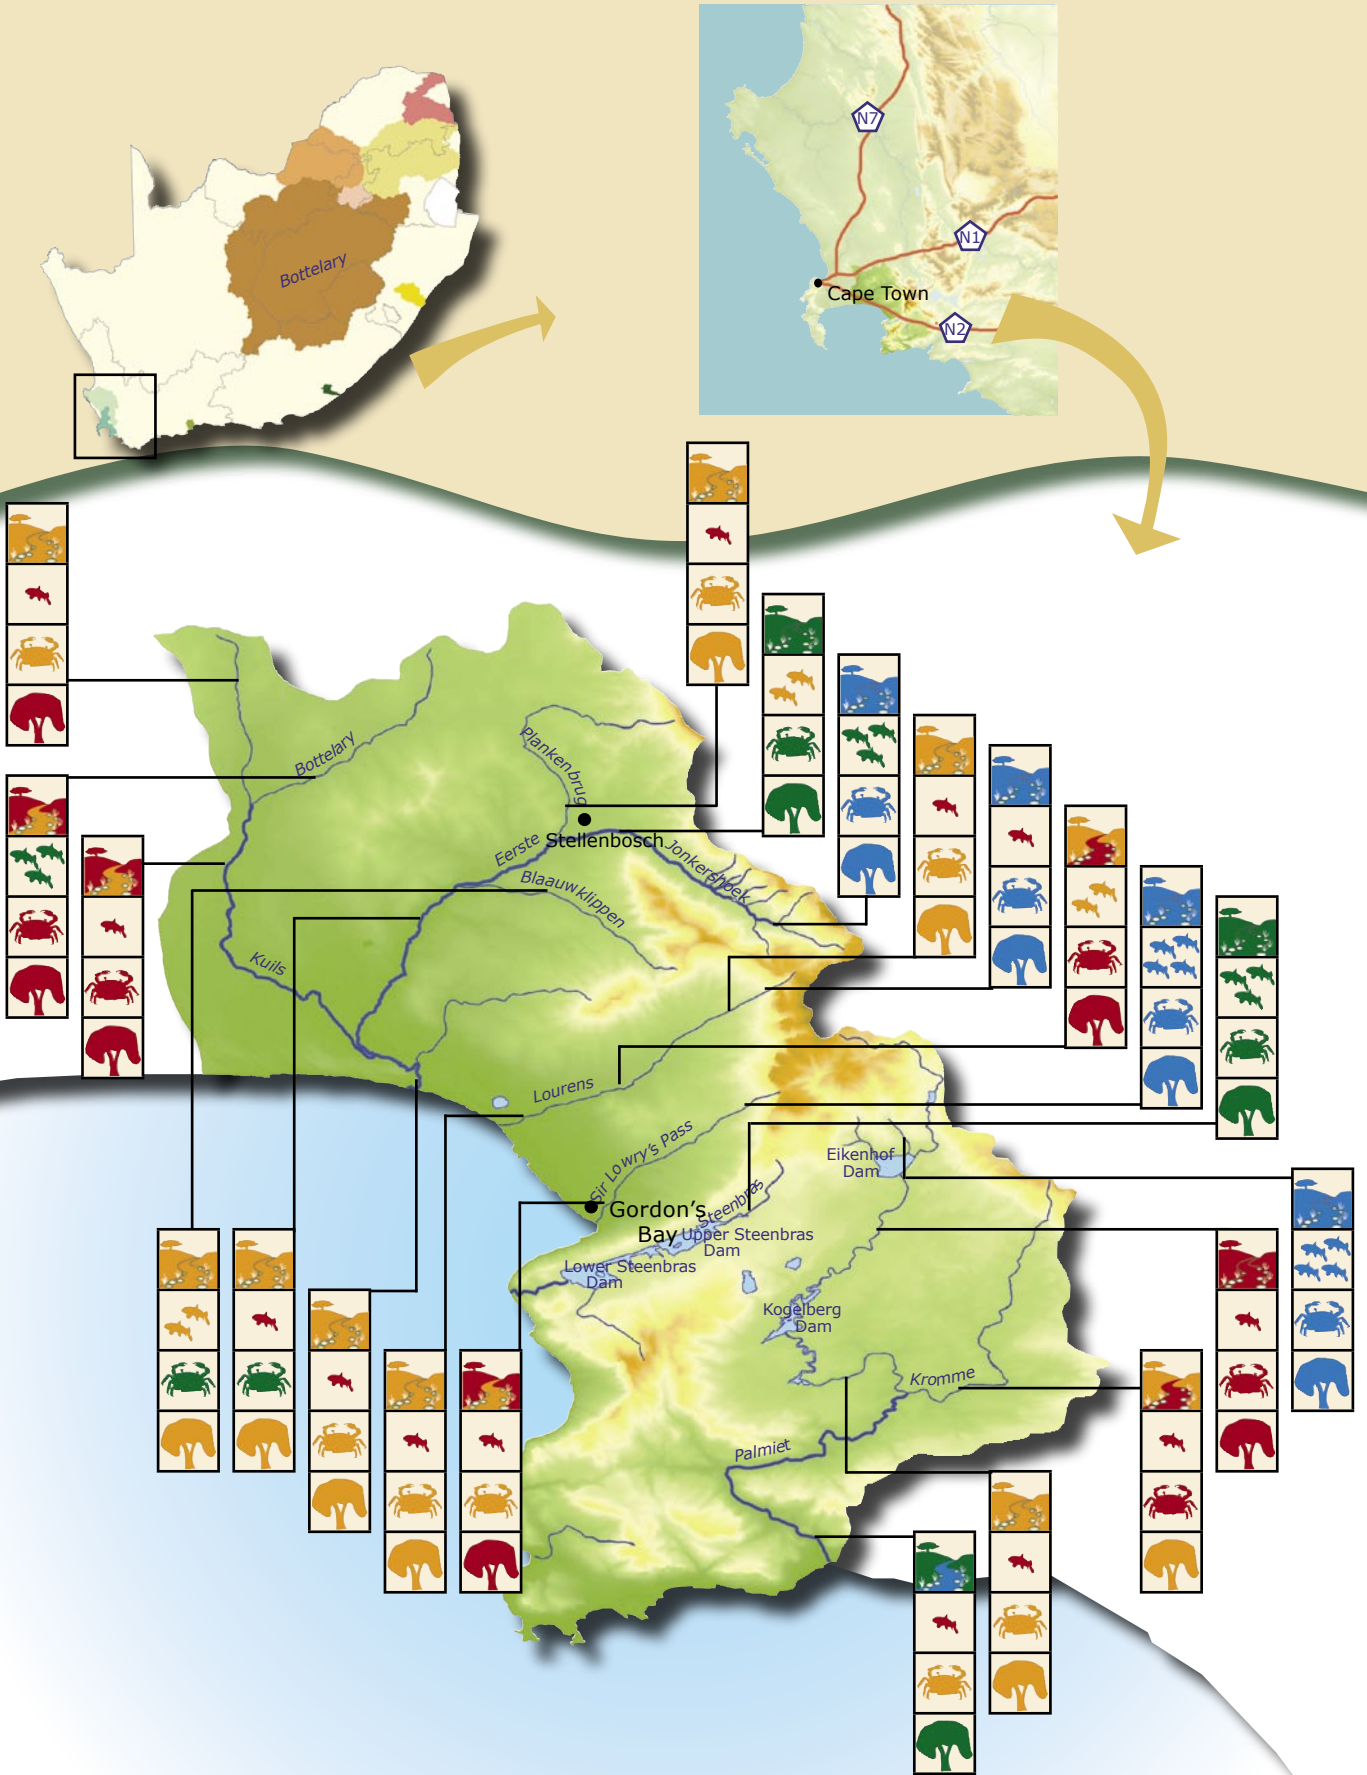 N7
Bottelary
N1
Cape Town
N2
Plankenbrug
Bottelary
Stellenbosch
Eerste
Jonkershoek
Blaauwklippen
Kuils
Lourens
Sir Lowry's Pass
Eikenhof
Dam
Steenbras
Gordon's
Bay
Upper Steenbras
Dam
Lower Steenbras
Dam
Kogelberg
Dam
Kromme
Palmiet